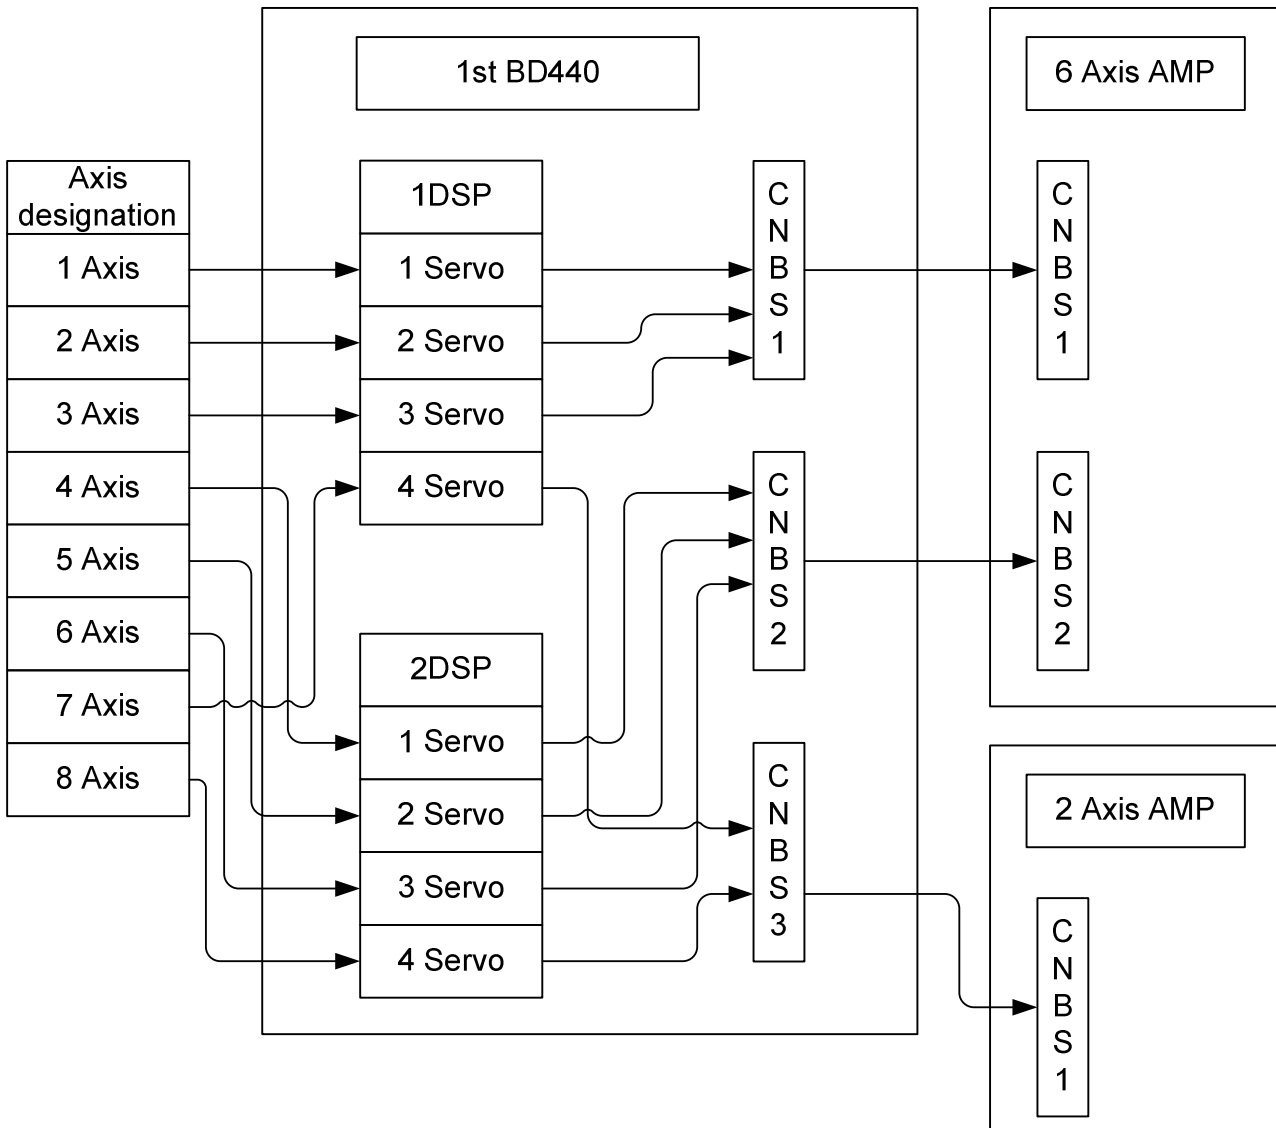 1st BD440
6 Axis AMP
Axis
designation
1 Axis
2 Axis
3 Axis
4 Axis
5 Axis
6 Axis
7 Axis
8 Axis
1DSP
1 Servo
2 Servo
3 Servo
4 Servo
2DSP
1 Servo
2 Servo
3 Servo
4 Servo
C
N
B
S
1
C
N
B
S
2
C
N
B
S
3
C
N
B
S
1
C
N
B
S
2
2 Axis AMP
C
N
B
S
1